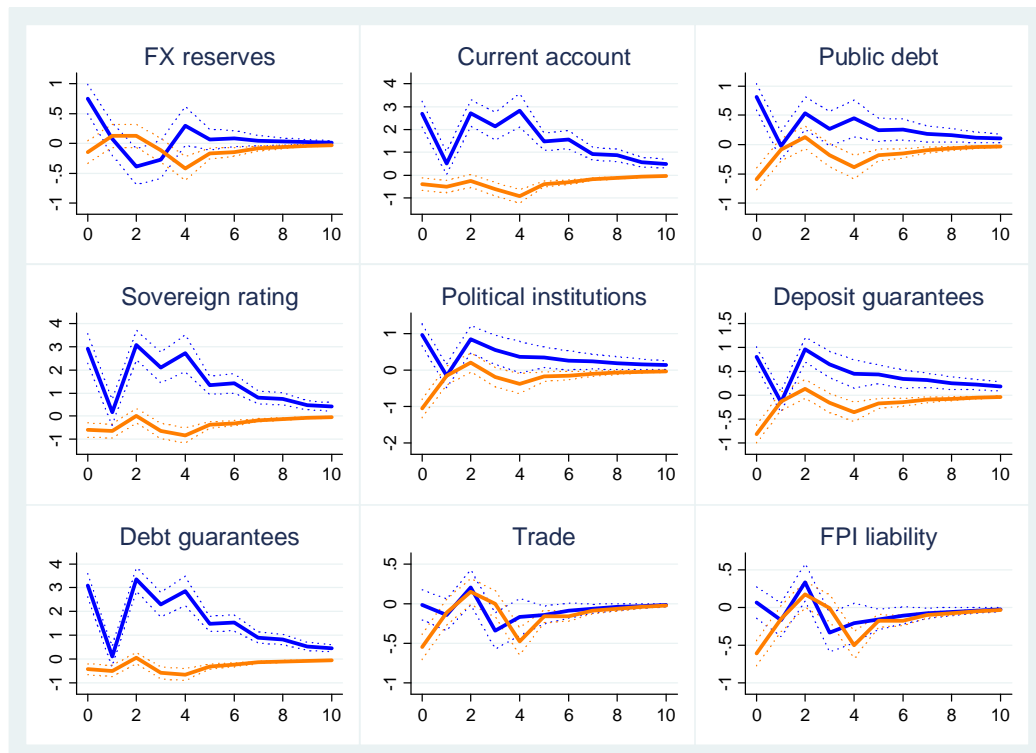 FX reserves
1
.5
0
-.5
-1
0 2 4 6 8 10
Current account
4
3
2
1
0
-1
0 2 4 6 8 10
Public debt
1
.5
0
-.5
-1
0 2 4 6 8 10
Sovereign rating
4
3
2
1
0
-1
0 2 4 6 8 10
Political institutions
1
0
-1
-2
0 2 4 6 8 10
Deposit guarantees
1.5
1
.5
0
-.5
-1
0 2 4 6 8 10
Debt guarantees
4
3
2
1
0
-1
0 2 4 6 8 10
Trade
.5
0
-.5
-1
0 2 4 6 8 10
FPI liability
.5
0
-.5
-1
0 2 4 6 8 10